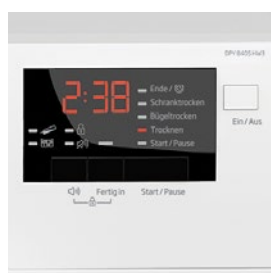 2:38
Ende /
Schranktrocken
Bügeltrocken
Trocknen
Start / Pause
Ein / Aus
Fertig in
Start / Pause